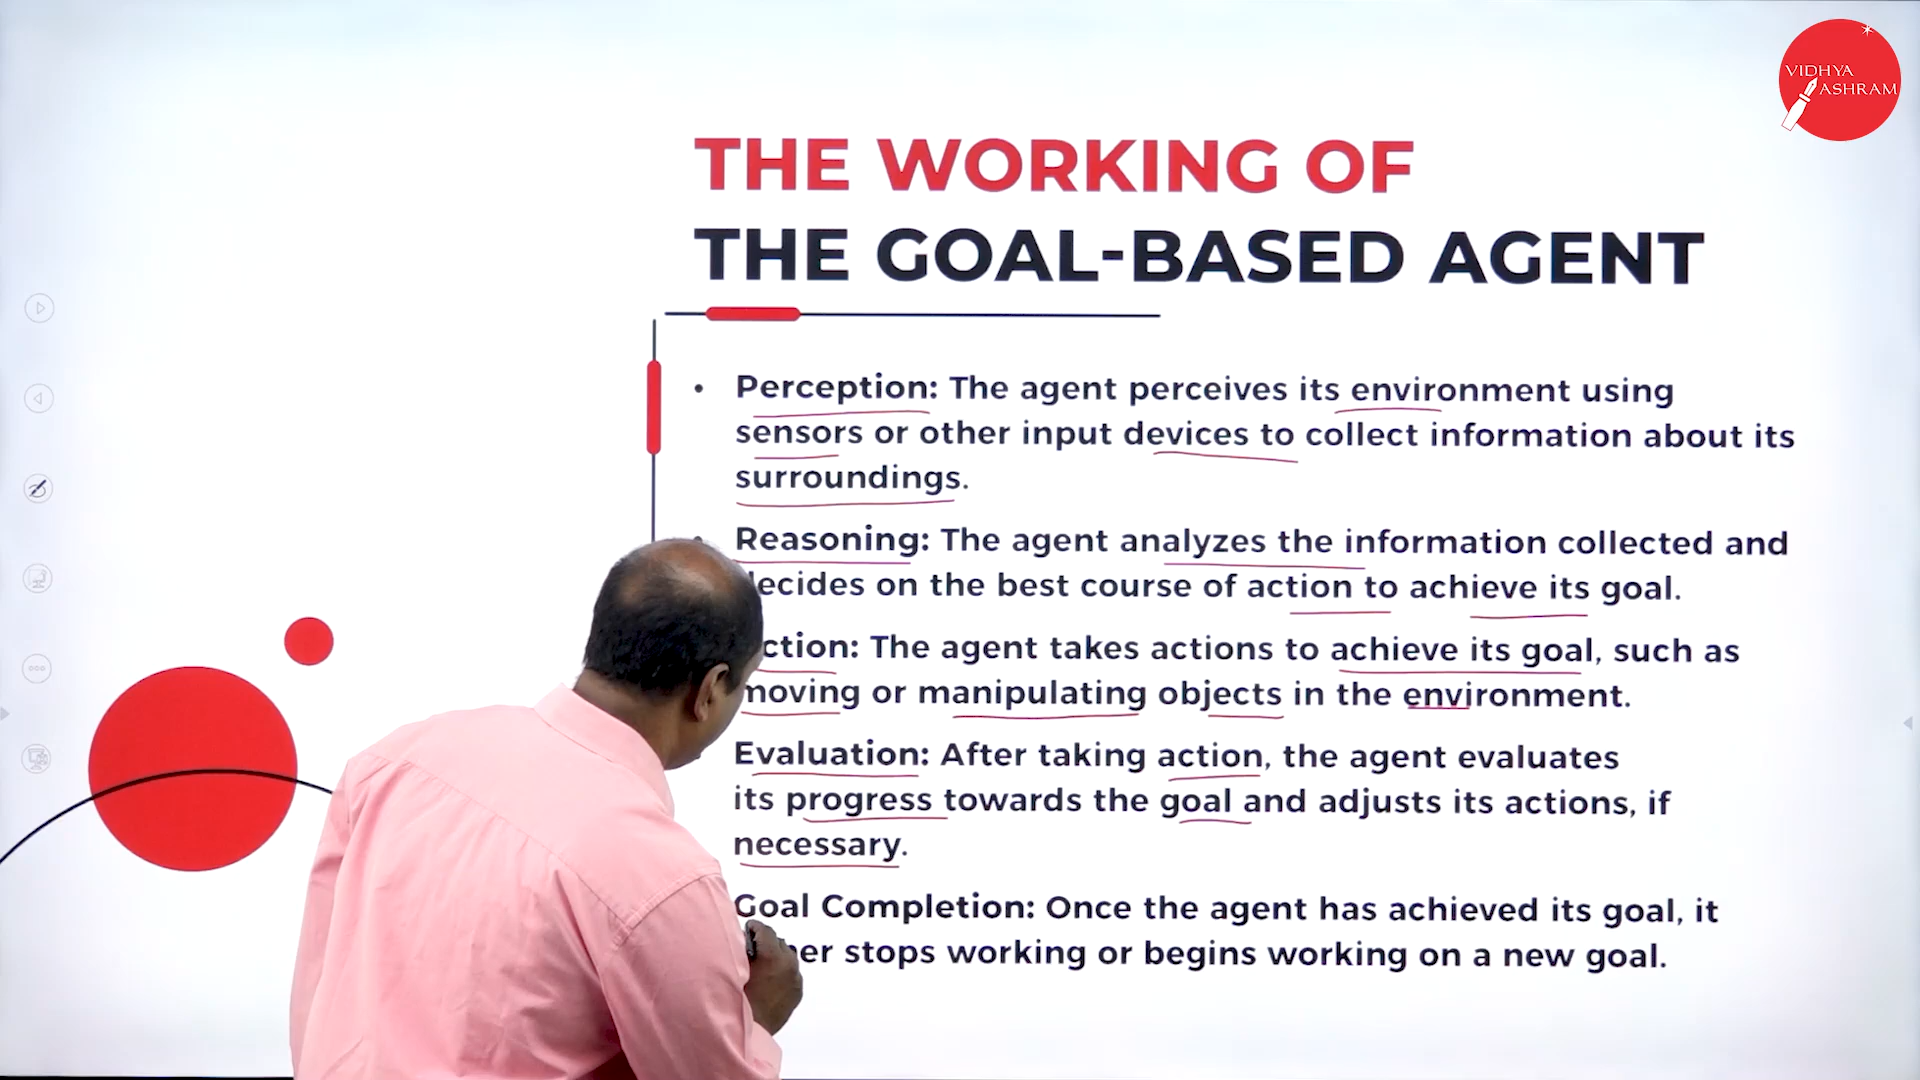 VIDHYA
ASHRAM
THE WORKING OF
THE GOAL-BASED AGENT
• Perception: The agent perceives its environment using
sensors or other input devices to collect information about its
surroundings.
Reasoning: The agent analyzes the information collected and
decides on the best course of action to achieve its goal.
Action: The agent takes actions to achieve its goal, such as
moving or manipulating objects in the environment.
Evaluation: After taking action, the agent evaluates
its progress towards the goal and adjusts its actions, if
necessary.
Goal Completion: Once the agent has achieved its goal, it
stops working or begins working on a new goal.